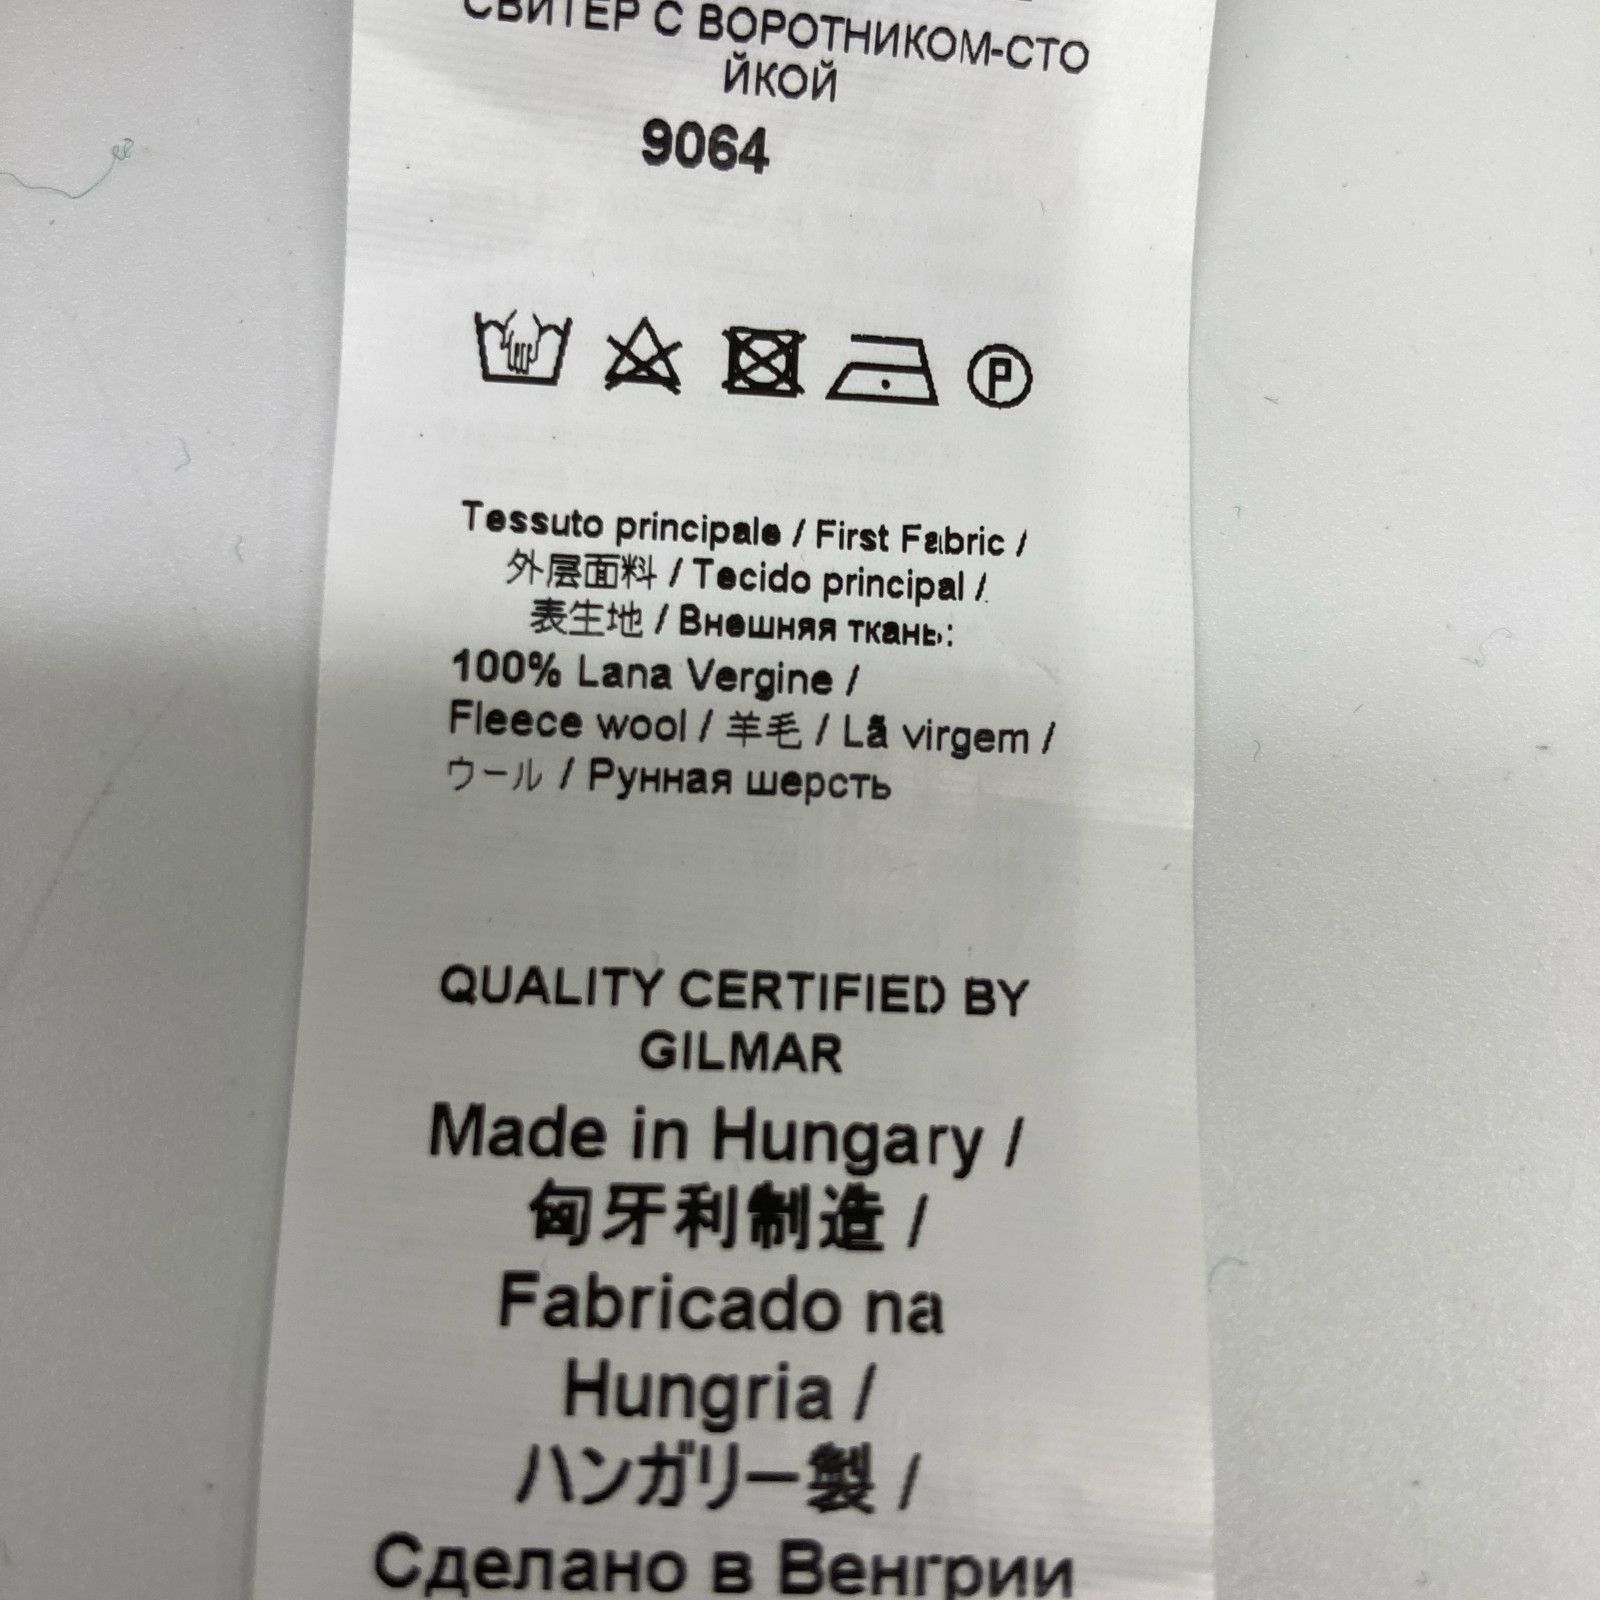 СВИТЕР С ВОРОТНИКОМ-СТО
ЙКОЙ
9064
P
Tessuto principale / First Fabric /
外层面料 / Tecido principal /
表生地 / Внешняя ткань:
100% Lana Vergine /
Fleece wool / 羊毛 / Lã virgem /
ウール / Рунная шерсть
QUALITY CERTIFIED BY
GILMAR
Made in Hungary /
匈牙利制造 /
Fabricado na
Hungria /
ハンガリー製 /
Сделано в Венгрии